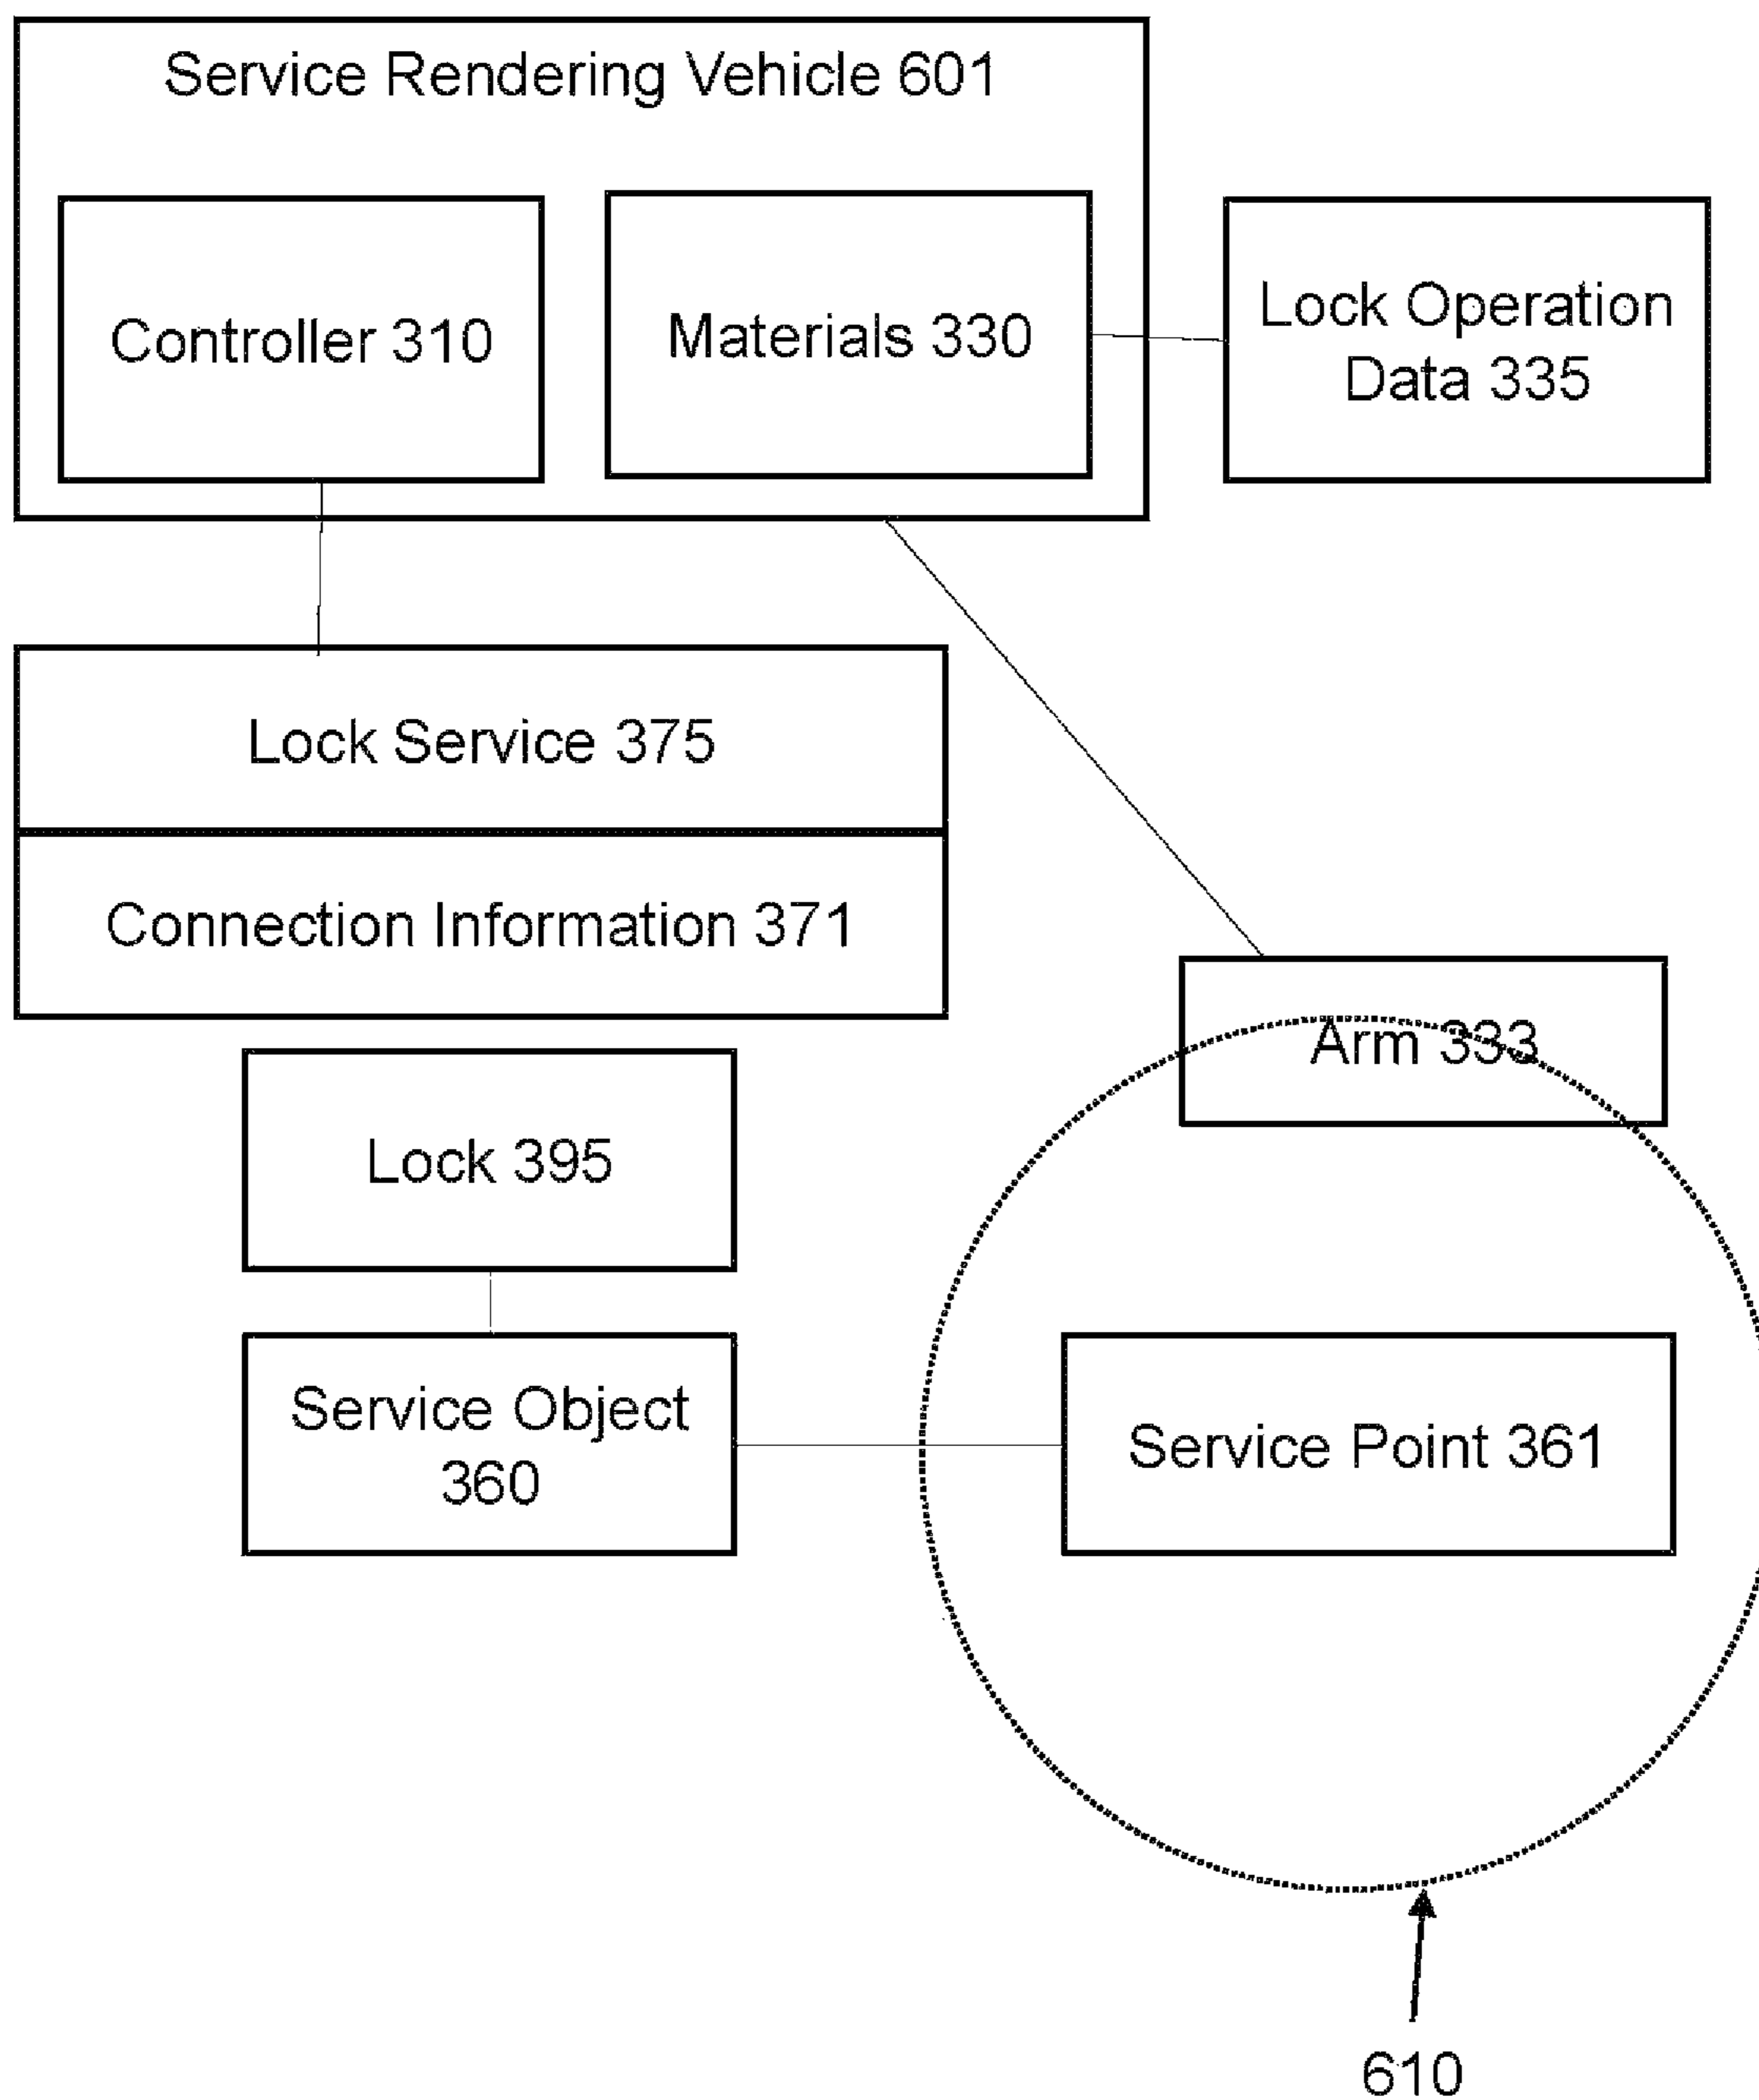 Service Rendering Vehicle 601
Controller 310
Materials 330
Lock Operation
Data 335
Lock Service 375
Connection Information 371
Arm 333
Lock 395
Service Object
360
Service Point 361
610